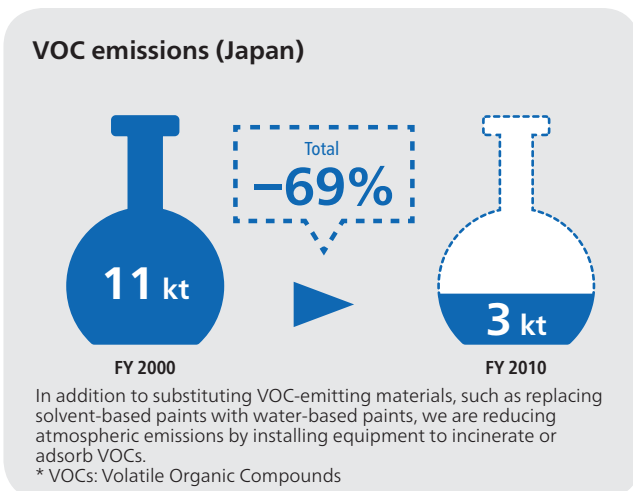 VOC emissions (Japan)
Total
–69%
11 kt
3 kt
FY 2000
FY 2010
In addition to substituting VOC-emitting materials, such as replacing
solvent-based paints with water-based paints, we are reducing
atmospheric emissions by installing equipment to incinerate or
adsorb VOCs.
* VOCs: Volatile Organic Compounds